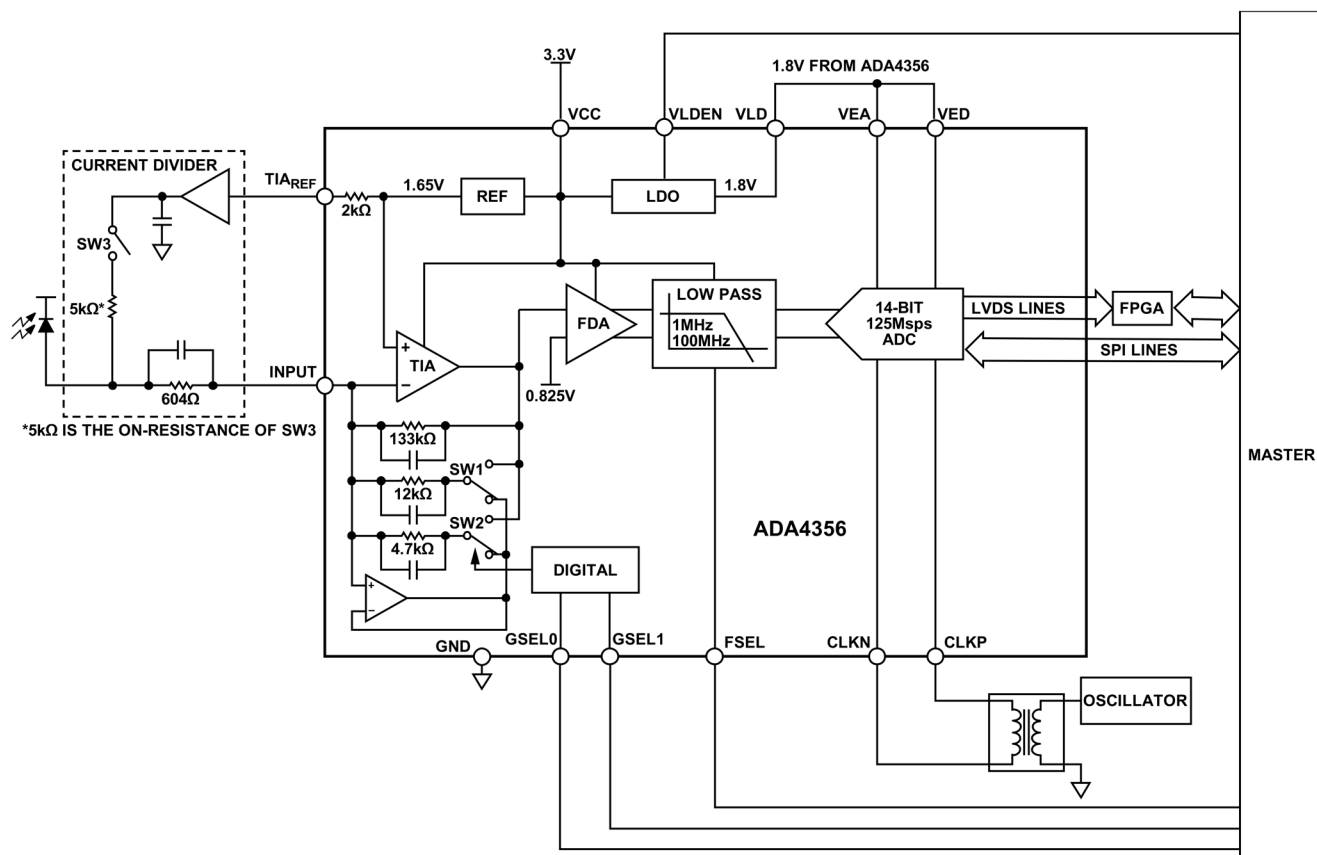 3.3V
1.8V FROM ADA4356
VCC
VLDEN
VLD
VEA
VED
CURRENT DIVIDER
TIAREF
2kΩ
1.65V
REF
LDO
1.8V
SW3
5kΩ*
604Ω
INPUT
*5kΩ IS THE ON-RESISTANCE OF SW3
+
−
TIA
FDA
0.825V
LOW PASS
1MHz
100MHz
14-BIT
125Msps
ADC
LVDS LINES
FPGA
SPI LINES
MASTER
133kΩ
SW1
12kΩ
SW2
4.7kΩ
+
−
DIGITAL
ADA4356
GND
GSEL0
GSEL1
FSEL
CLKN
CLKP
OSCILLATOR